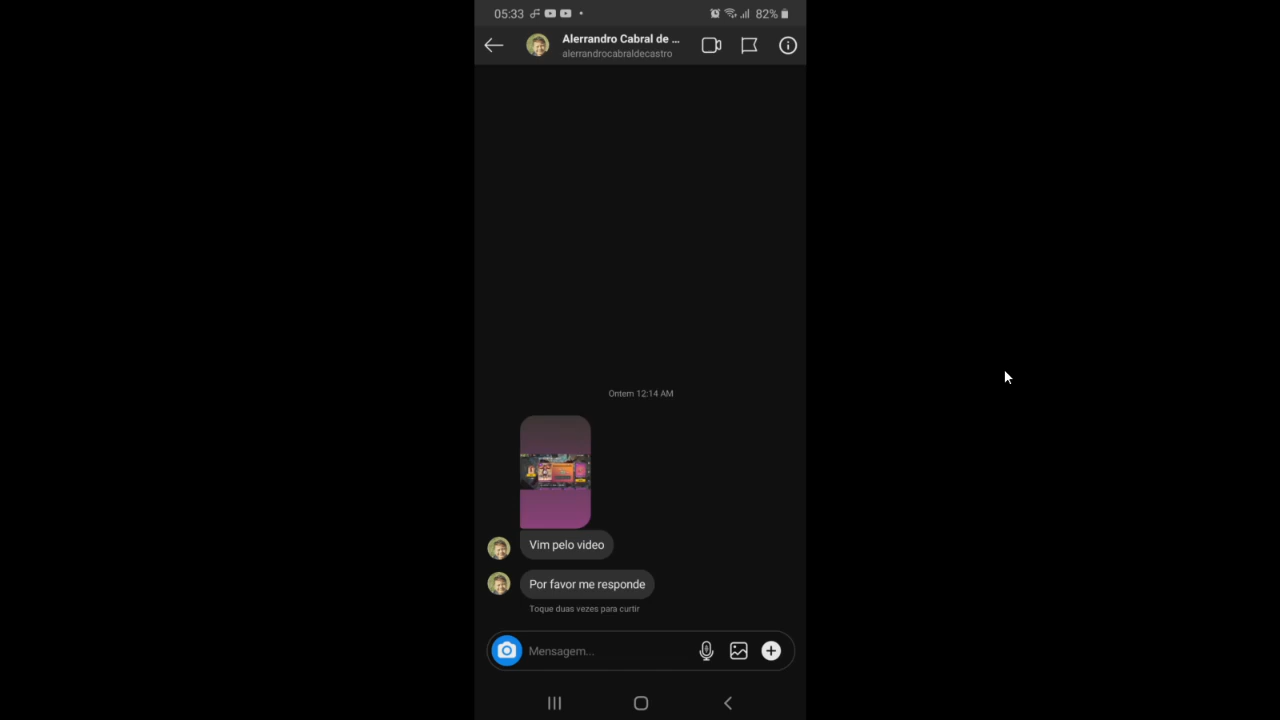 05:33
82%
Alerrandro Cabral de ...
alerrandrocabraldecastro
Ontem 12:14 AM
Vim pelo video
Por favor me responde
Toque duas vezes para curtir
Mensagem...